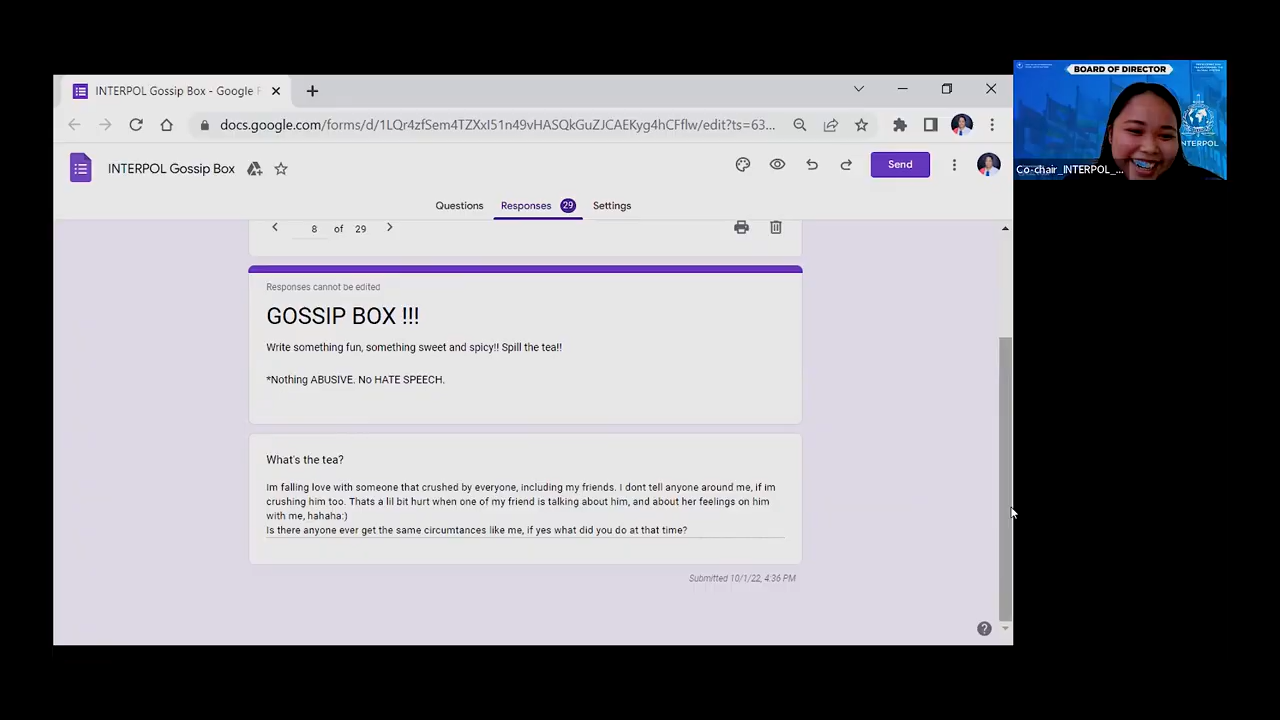 INTERPOL Gossip Box - Google F
docs.google.com/forms/d/1LQr4zfSem4TZXxI51n49vHASQkGuZJCAEKyg4hCFflw/edit?ts=63...
INTERPOL Gossip Box
Send
Questions
Responses
29
Settings
8 of 29
Responses cannot be edited
GOSSIP BOX !!!
Write something fun, something sweet and spicy!! Spill the tea!!
*Nothing ABUSIVE. No HATE SPEECH.
What's the tea?
Im falling love with someone that crushed by everyone, including my friends. I dont tell anyone around me, if im
crushing him too. Thats a lil bit hurt when one of my friend is talking about him, and about her feelings on him
with me, hahaha:)
Is there anyone ever get the same circumtances like me, if yes what did you do at that time?
Submitted 10/1/22, 4:36 PM
BOARD OF DIRECTOR
INTERPOL
Co-chair_INTERPOL_...